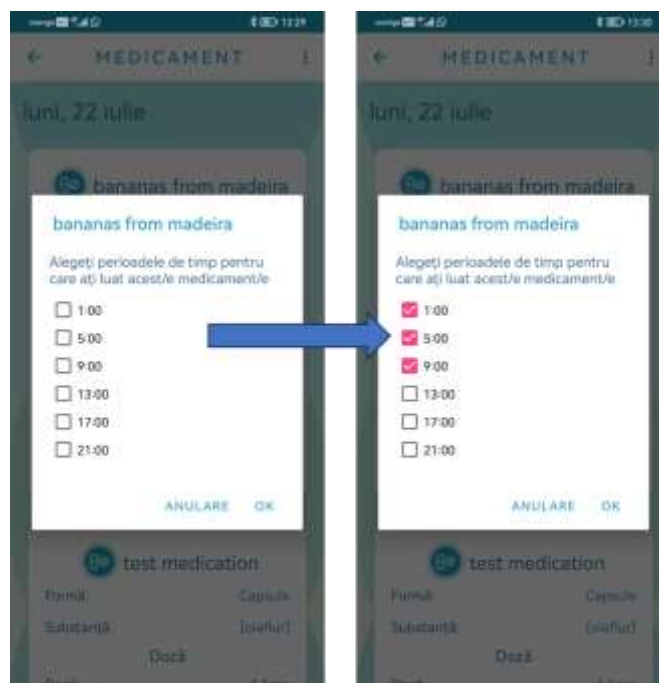 13:29
MEDICAMENT
luni, 22 iulie
bananas from madeira
bananas from madeira
Alegeți perioadele de timp pentru
care ați luat acest/e medicament/e
1:00
5:00
9:00
13:00
17:00
21:00
ANULARE OK
test medication
Formă Capsule
Substanță
Doză
13:30
MEDICAMENT
luni, 22 iulie
bananas from madeira
bananas from madeira
Alegeți perioadele de timp pentru
care ați luat acest/e medicament/e
1:00
5:00
9:00
13:00
17:00
21:00
ANULARE OK
test medication
Formă Capsule
Substanță
Doză